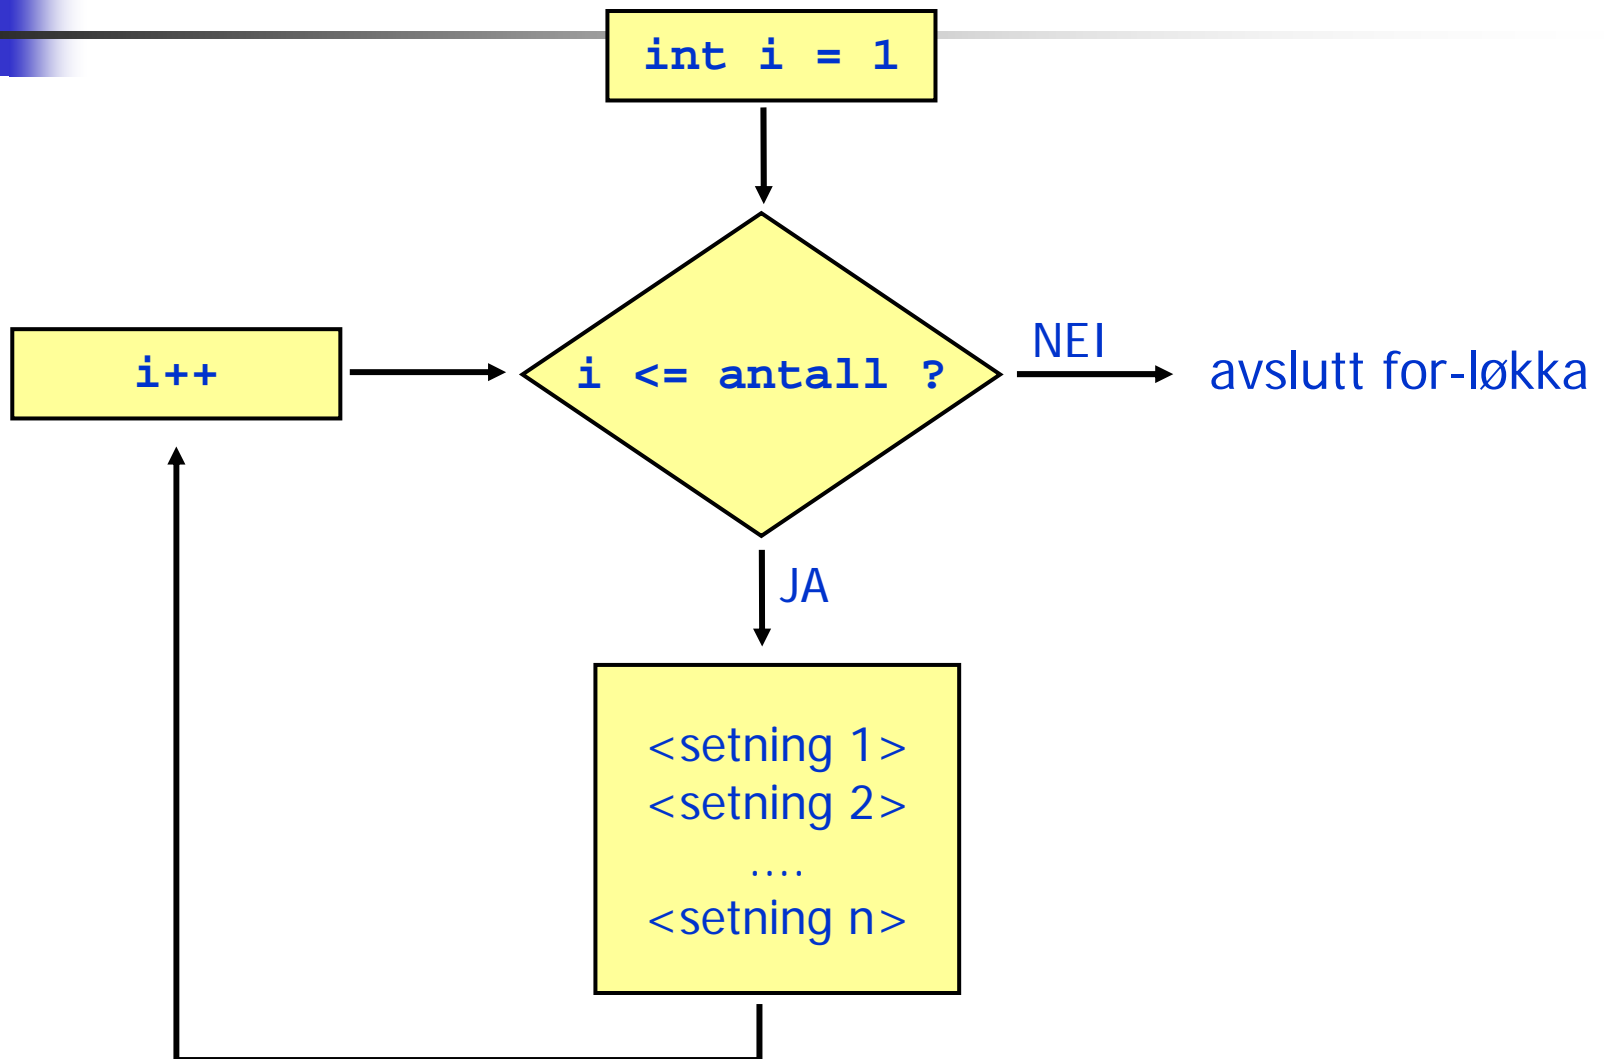 int i = 1
i++
i <= antall ?
NEI
avslutt for-løkka
JA
<setning 1>
<setning 2>
....
<setning n>